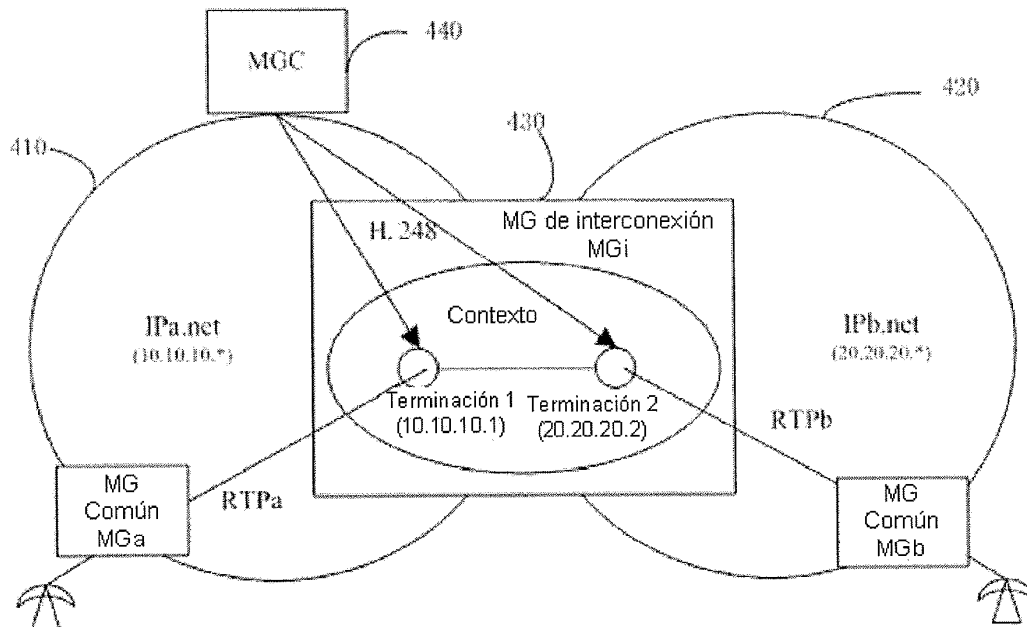 440
MGC
420
430
410
MG de interconexión
MGi
H. 248
Contexto
IPa.net
(10.10.10.*)
IPb.net
(20.20.20.*)
Terminación 1
(10.10.10.1)
Terminación 2
(20.20.20.2)
RTPb
RTPa
MG
Común
MGa
MG
Común
MGb